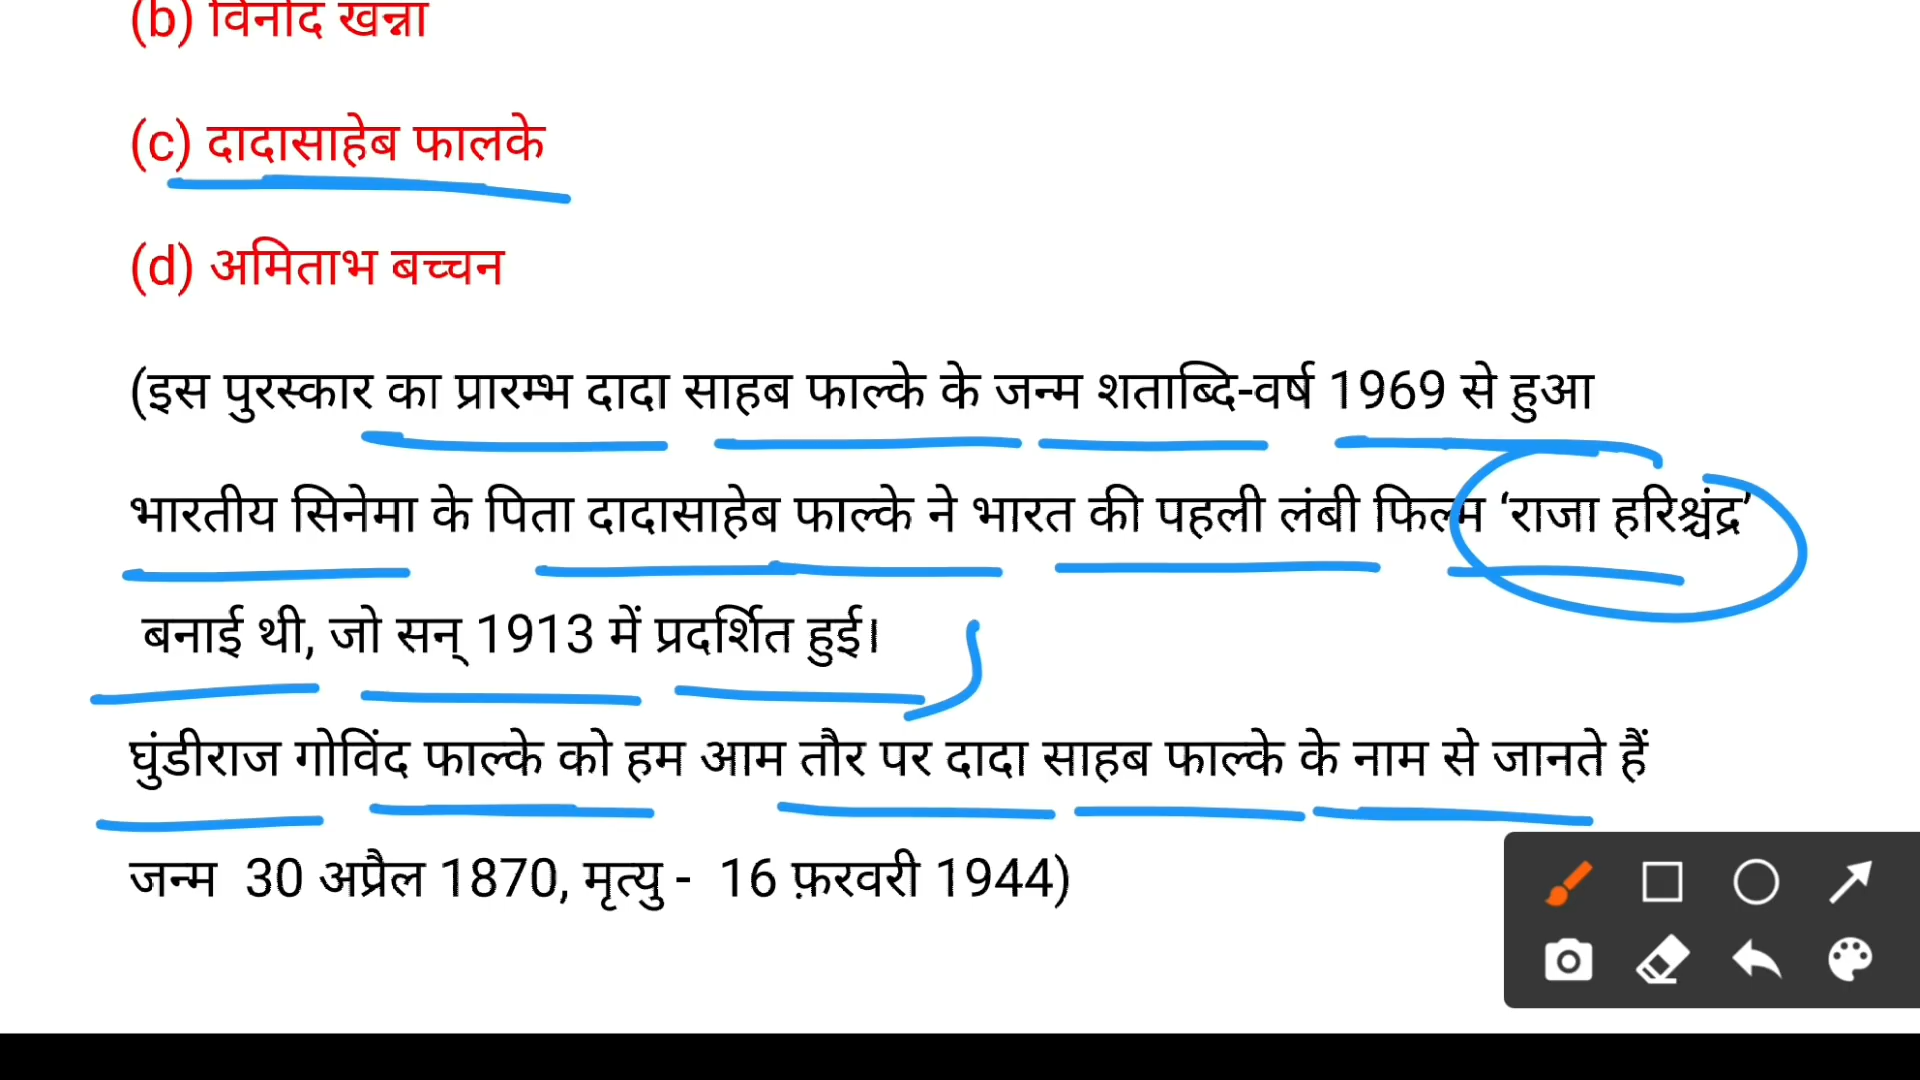 (b) विनोद खन्ना
(c) दादासाहेब फालके
(d) अमिताभ बच्चन
(इस पुरस्कार का प्रारम्भ दादा साहब फाल्के के जन्म शताब्दि-वर्ष 1969 से हुआ
भारतीय सिनेमा के पिता दादासाहेब फाल्के ने भारत की पहली लंबी फिल्म ‘राजा हरिश्चंद्र’
बनाई थी, जो सन् 1913 में प्रदर्शित हुई।
घुंडीराज गोविंद फाल्के को हम आम तौर पर दादा साहब फाल्के के नाम से जानते हैं
जन्म  30 अप्रैल 1870, मृत्यु -  16 फ़रवरी 1944)